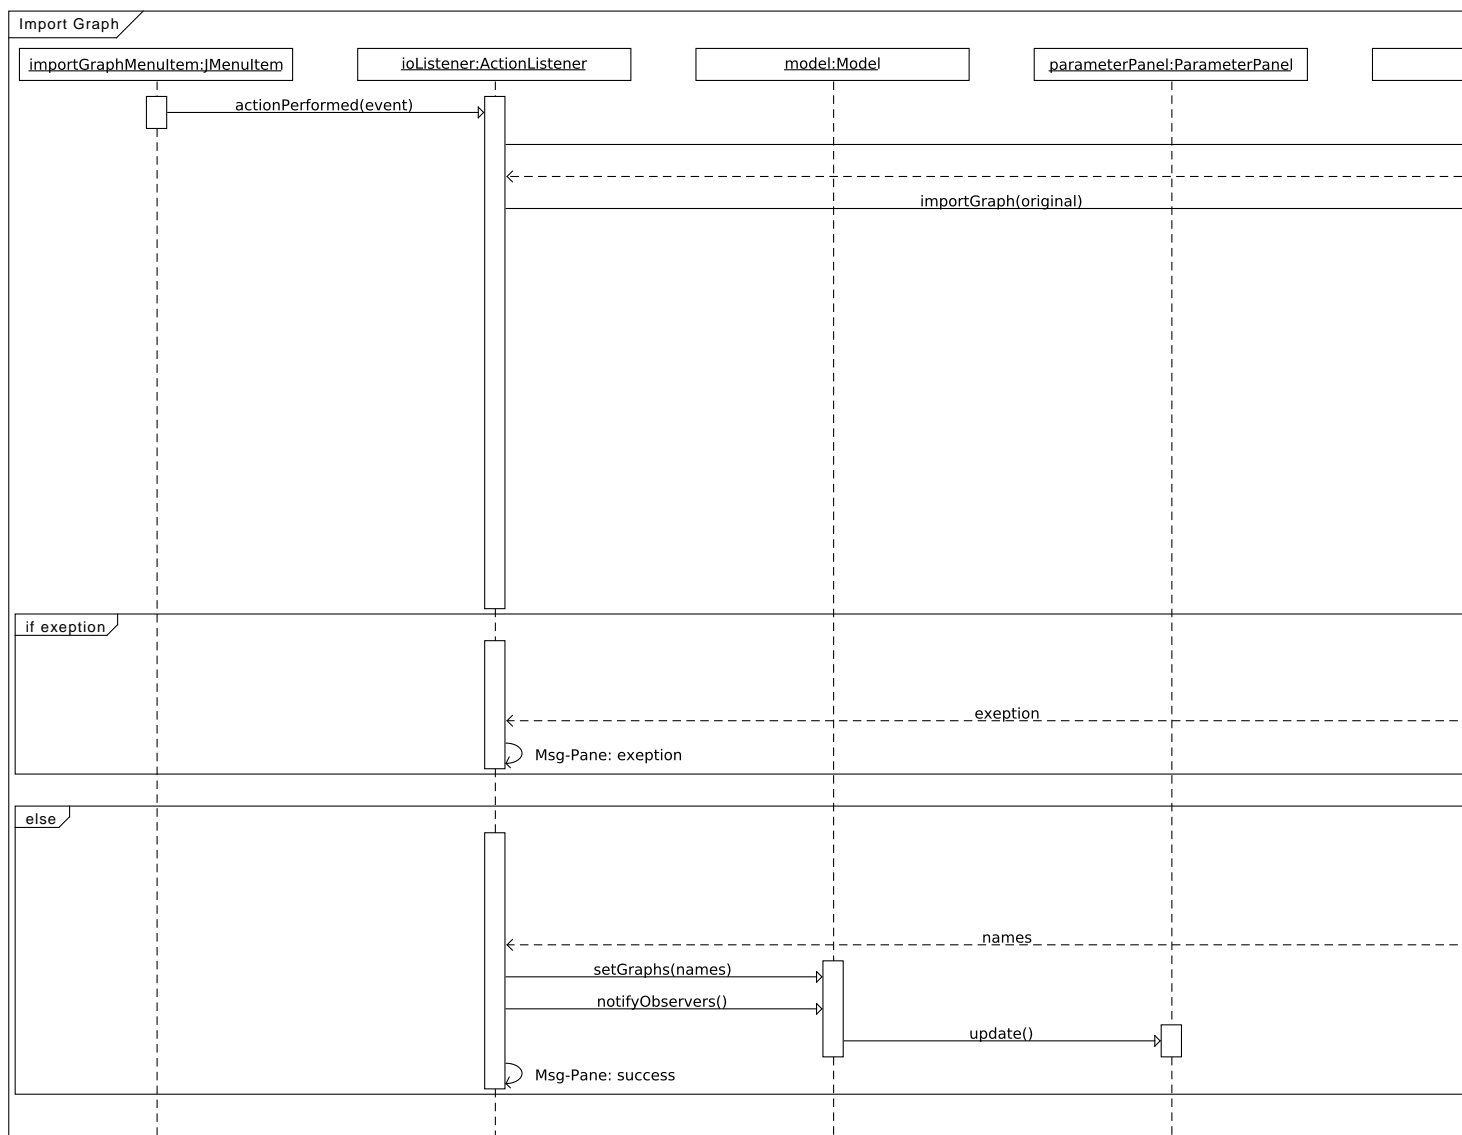 Import Graph
importGraphMenuItem:JMenuItem
ioListener:ActionListener
model:Model
parameterPanel:ParameterPanel
actionPerformed(event)
importGraph(original)
if exeption
exeption
Msg-Pane: exeption
else
names
setGraphs(names)
notifyObservers()
update()
Msg-Pane: success